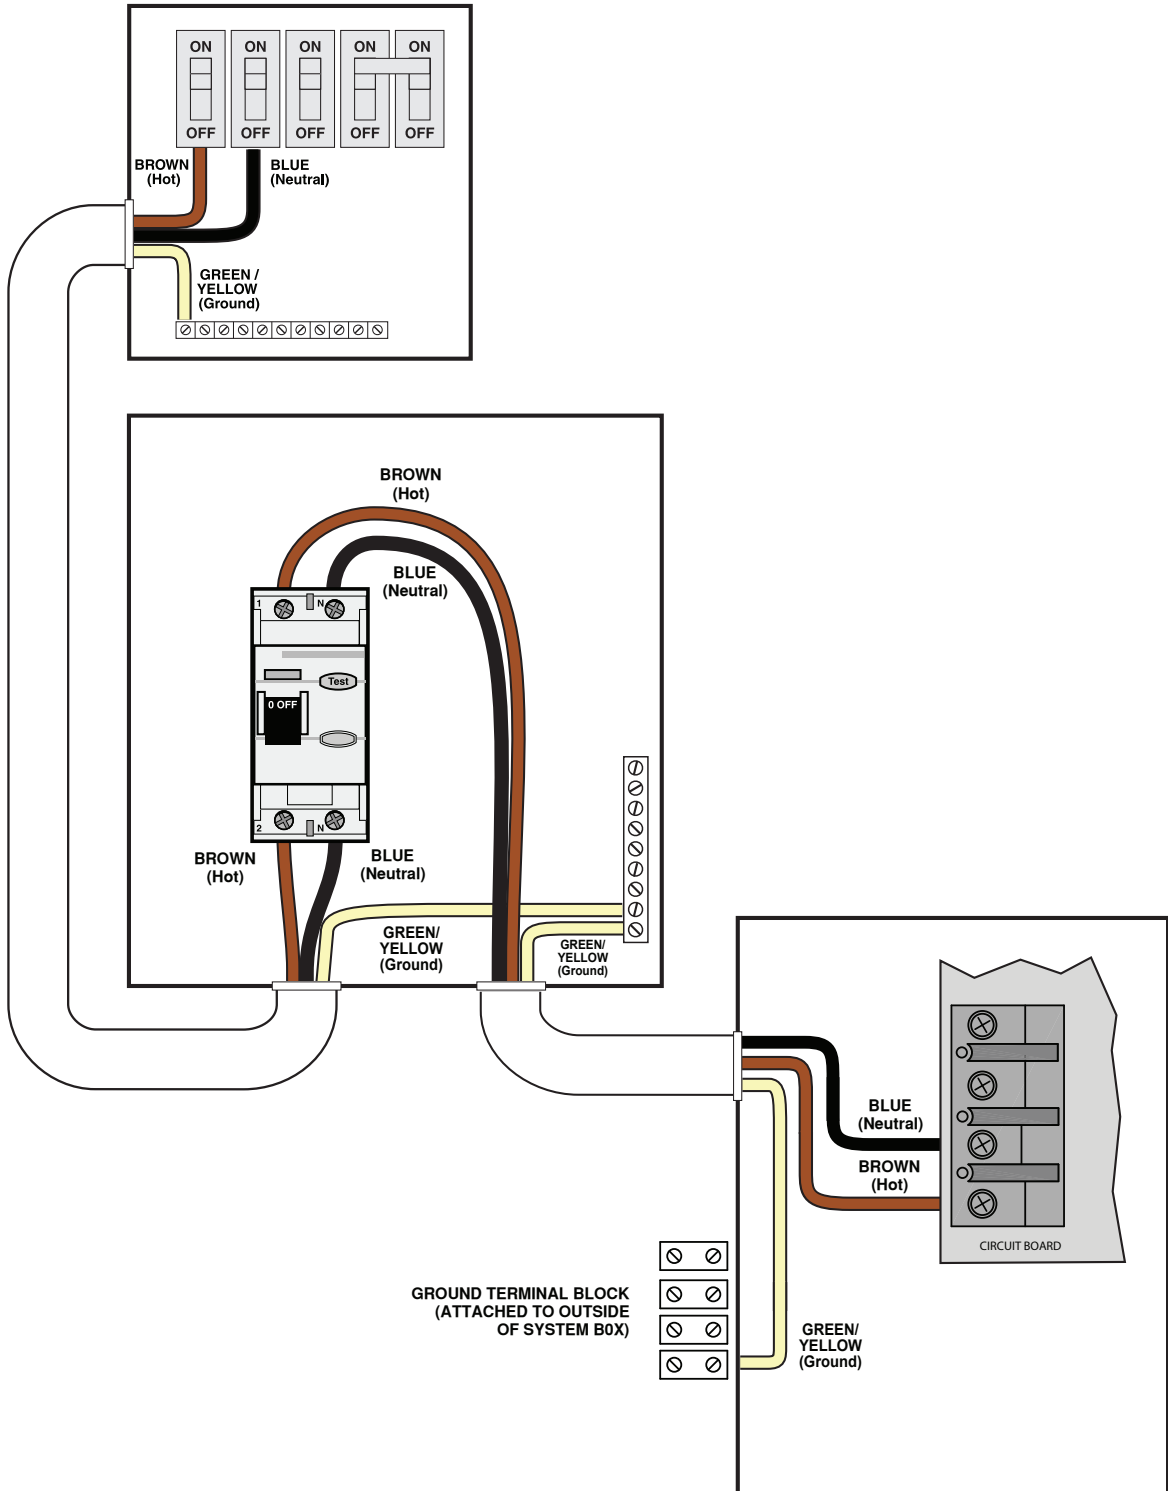 ON ON ON ON ON
OFF OFF OFF OFF OFF
BROWN
(Hot)
BLUE
(Neutral)
GREEN /
YELLOW
(Ground)
BROWN
(Hot)
BLUE
(Neutral)
1 N
Test
0 OFF
2 N
BROWN
(Hot)
BLUE
(Neutral)
GREEN/
YELLOW
(Ground)
GREEN/
YELLOW
(Ground)
BLUE
(Neutral)
BROWN
(Hot)
CIRCUIT BOARD
GROUND TERMINAL BLOCK
(ATTACHED TO OUTSIDE
OF SYSTEM B0X)
GREEN/
YELLOW
(Ground)